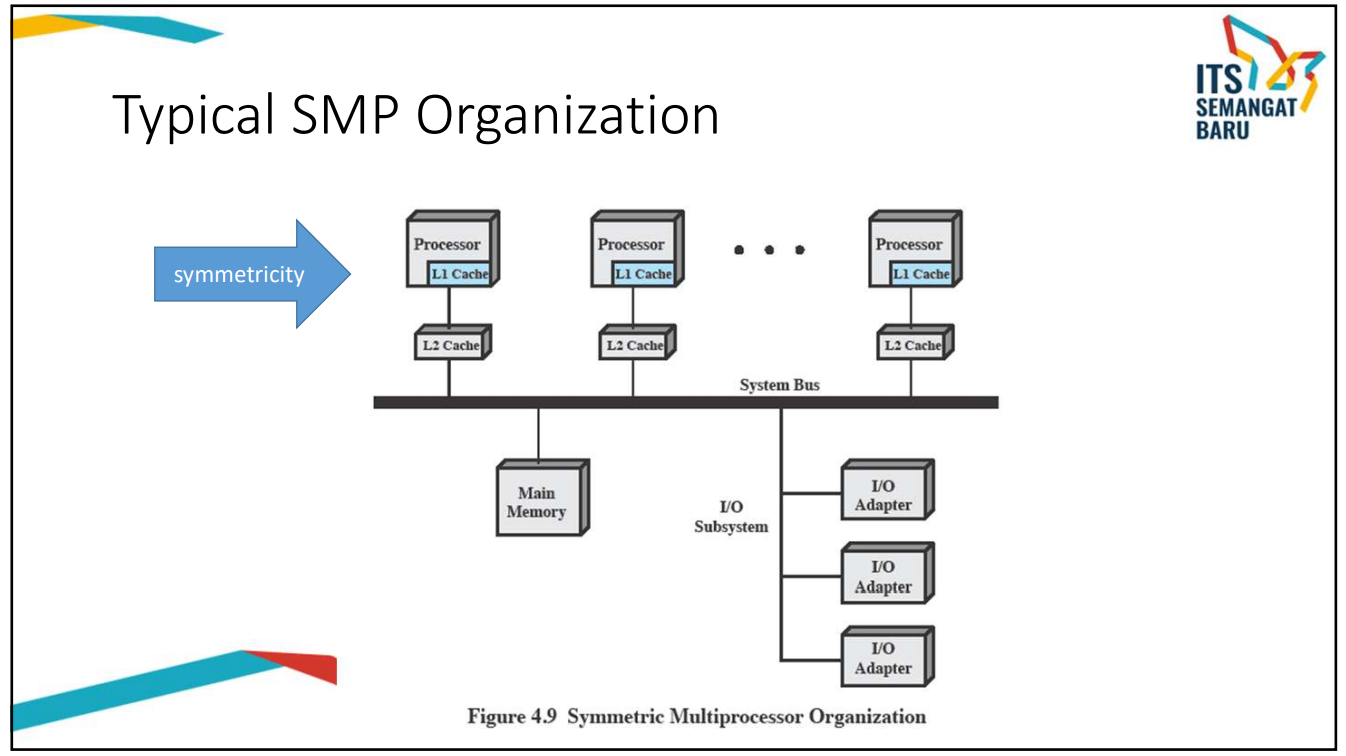 ITS
SEMANGAT
BARU
Typical SMP Organization
symmetricity
Processor
L1 Cache
Processor
L1 Cache
Processor
L1 Cache
L2 Cache
L2 Cache
L2 Cache
System Bus
Main
Memory
I/O
Subsystem
I/O
Adapter
I/O
Adapter
I/O
Adapter
Figure 4.9 Symmetric Multiprocessor Organization